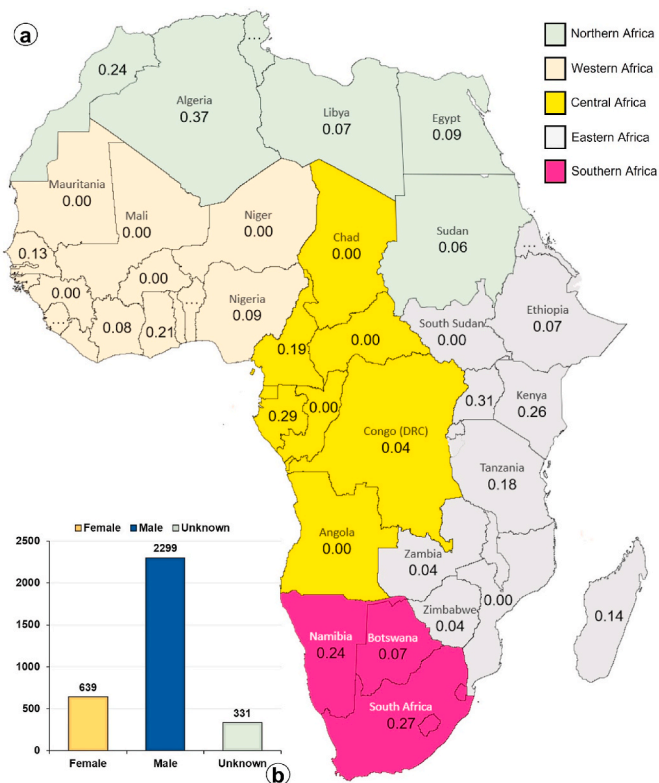 a
Northern Africa
Western Africa
Central Africa
Eastern Africa
Southern Africa
...
0.24
Algeria
0.37
Libya
0.07
Egypt
0.09
Mauritania
0.00
Mali
0.00
Niger
0.00
Chad
0.00
Sudan
0.06
...
0.13
0.00
0.00
...
0.08
0.21
...
Nigeria
0.09
South Sudan
0.00
Ethiopia
0.07
0.19
0.00
0.29
0.00
Congo (DRC)
0.04
0.31
Kenya
0.26
Tanzania
0.18
Angola
0.00
Zambia
0.04
Zimbabwe
0.04
0.00
0.14
Namibia
0.24
Botswana
0.07
South Africa
0.27
Female Male Unknown
2500
2000
1500
1000
500
0
639
2299
331
Female Male Unknown
b